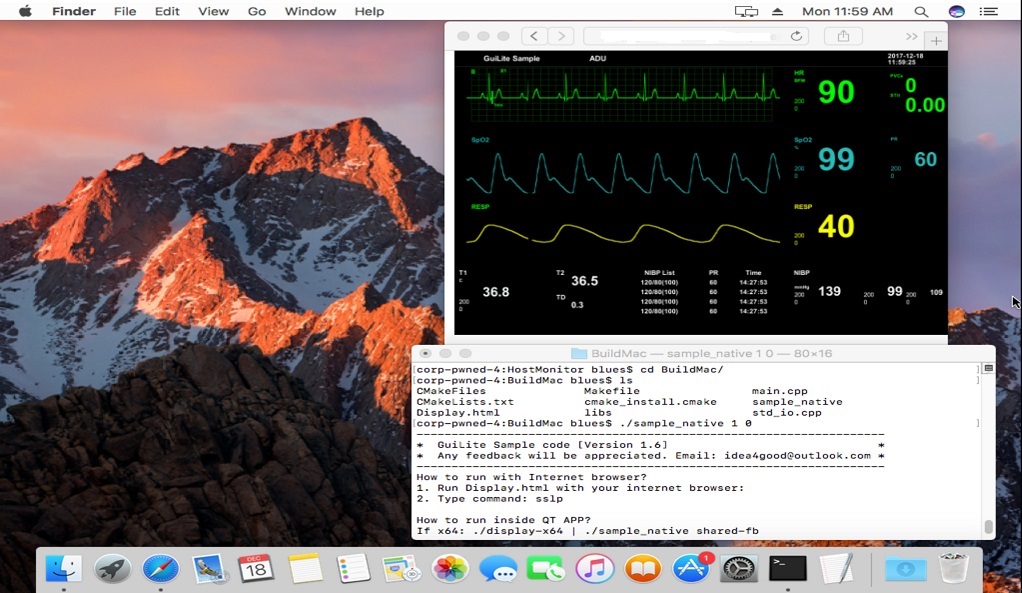 Finder File Edit View Go Window Help Mon 11:59 AM
GuiLite Sample ADU 2017-12-18
11:59:25
HR
BPM
200
0
90
PVCs
0
STN
0.00
SpO2
SpO2
%
200
0
99
PR
200
0
60
RESP
RESP
200
0
40
T1
c
200
0
36.8
T2
36.5
TD
0.3
NIBP List PR Time
120/80(100) 60 14:27:53
120/80(100) 60 14:27:53
120/80(100) 60 14:27:53
120/80(100) 60 14:27:53
NIBP
mmHg
200
0
139
200
0
99
200
0
109
BuildMac — sample_native 1 0 — 80×16
[corp-pwned-4:HostMonitor blues$ cd BuildMac/ ]
[corp-pwned-4:BuildMac blues$ ls ]
CMakeFiles Makefile main.cpp
CMakeLists.txt cmake_install.cmake sample_native
Display.html libs std_io.cpp
[corp-pwned-4:BuildMac blues$ ./sample_native 1 0 ]
* GuiLite Sample code [Version 1.6] *
* Any feedback will be appreciated. Email: idea4good@outlook.com *
How to run with Internet browser?
1. Run Display.html with your internet browser:
2. Type command: sslp
How to run inside QT APP?
If x64: ./display-x64 | ./sample_native shared-fb
DEC
18
1